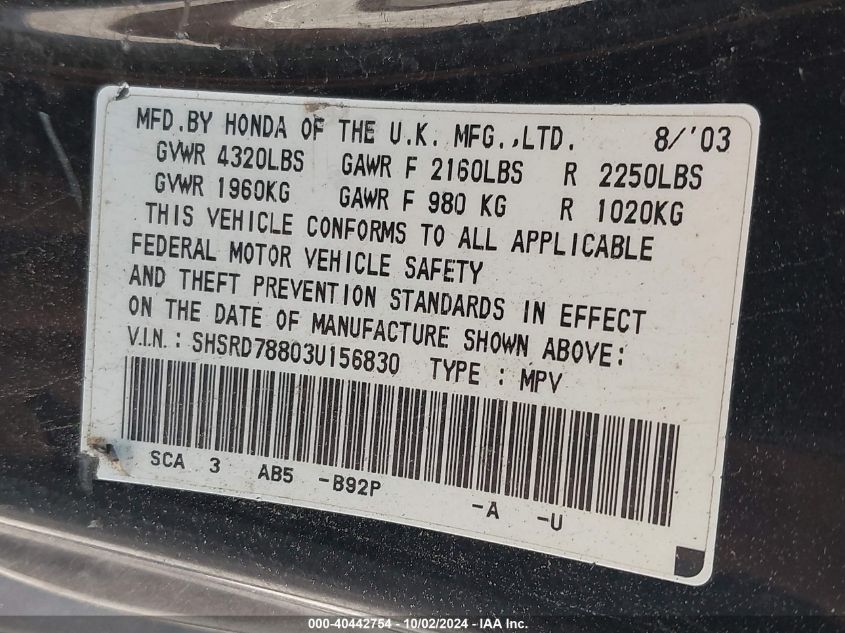 MFD.BY HONDA OF THE U.K. MFG.,LTD. 8/'03
GVWR 4320LBS GAWR F 2160LBS R 2250LBS
GVWR 1960KG GAWR F 980 KG R 1020KG
THIS VEHICLE CONFORMS TO ALL APPLICABLE
FEDERAL MOTOR VEHICLE SAFETY
AND THEFT PREVENTION STANDARDS IN EFFECT
ON THE DATE OF MANUFACTURE SHOWN ABOVE:
V.I.N.: SHSRD78803U156830 TYPE : MPV
SCA 3 AB5 -B92P -A -U
000-40442754 - 10/02/2024 - IAA Inc.